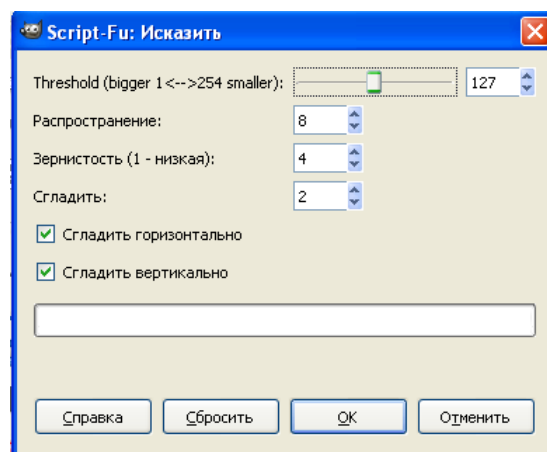 Script-Fu: Исказить
Threshold (bigger 1<-->254 smaller): 127
Распространение: 8
Зернистость (1 - низкая): 4
Сгладить: 2
Сгладить горизонтально
Сгладить вертикально
Справка Сбросить OK Отменить